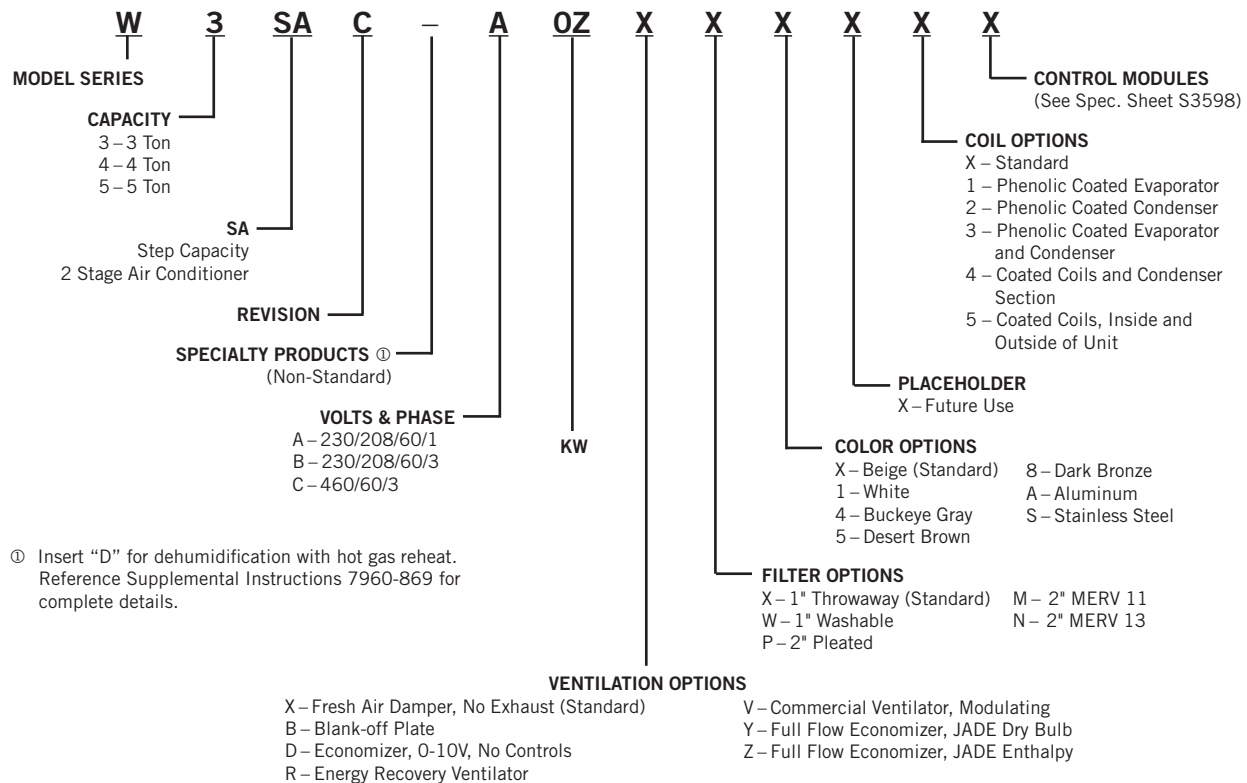 W 3 SA C – A 0Z X X X X X X
MODEL SERIES
CAPACITY
3 – 3 Ton
4 – 4 Ton
5 – 5 Ton
SA
Step Capacity
2 Stage Air Conditioner
REVISION
SPECIALTY PRODUCTS ①
(Non-Standard)
VOLTS & PHASE
A – 230/208/60/1
B – 230/208/60/3
C – 460/60/3
KW
CONTROL MODULES
(See Spec. Sheet S3598)
COIL OPTIONS
X – Standard
1 – Phenolic Coated Evaporator
2 – Phenolic Coated Condenser
3 – Phenolic Coated Evaporator
and Condenser
4 – Coated Coils and Condenser
Section
5 – Coated Coils, Inside and
Outside of Unit
PLACEHOLDER
X – Future Use
COLOR OPTIONS
X – Beige (Standard)
1 – White
4 – Buckeye Gray
5 – Desert Brown
8 – Dark Bronze
A – Aluminum
S – Stainless Steel
① Insert “D” for dehumidification with hot gas reheat.
Reference Supplemental Instructions 7960-869 for
complete details.
FILTER OPTIONS
X – 1" Throwaway (Standard)
W – 1" Washable
P – 2" Pleated
M – 2" MERV 11
N – 2" MERV 13
VENTILATION OPTIONS
X – Fresh Air Damper, No Exhaust (Standard)
B – Blank-off Plate
D – Economizer, 0-10V, No Controls
R – Energy Recovery Ventilator
V – Commercial Ventilator, Modulating
Y – Full Flow Economizer, JADE Dry Bulb
Z – Full Flow Economizer, JADE Enthalpy